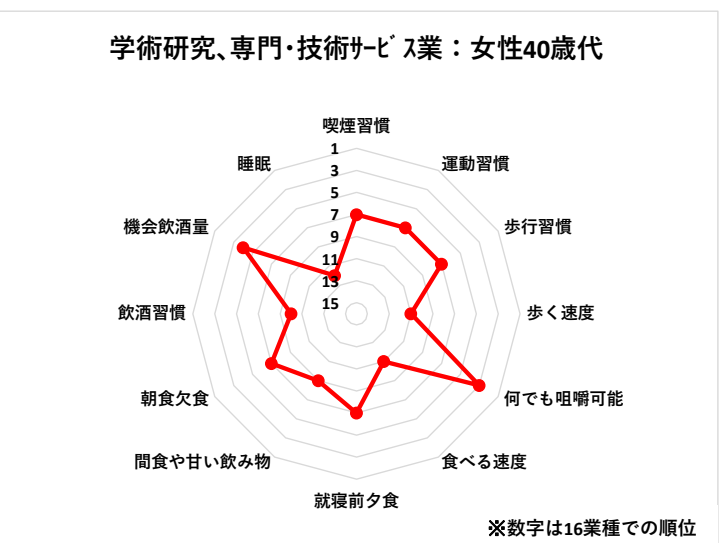 学術研究、専門・技術ｻｰﾋﾞｽ業：女性40歳代
喫煙習慣
運動習慣
歩行習慣
歩く速度
何でも咀嚼可能
食べる速度
就寝前夕食
間食や甘い飲み物
朝食欠食
飲酒習慣
機会飲酒量
睡眠
1
3
5
7
9
11
13
15
※数字は16業種での順位